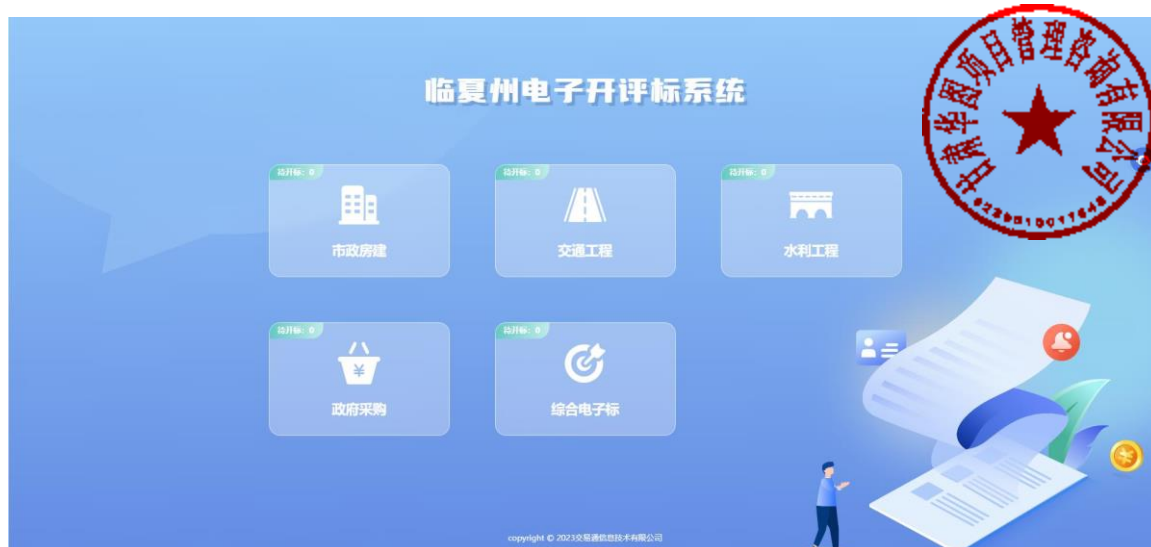 临夏州电子开评标系统
甘肃华图项目管理咨询有限公司
待开标：0
待开标：0
待开标：0
市政房建
交通工程
水利工程
待开标：0
待开标：0
政府采购
综合电子标
copyright © 2023交易通信息技术有限公司